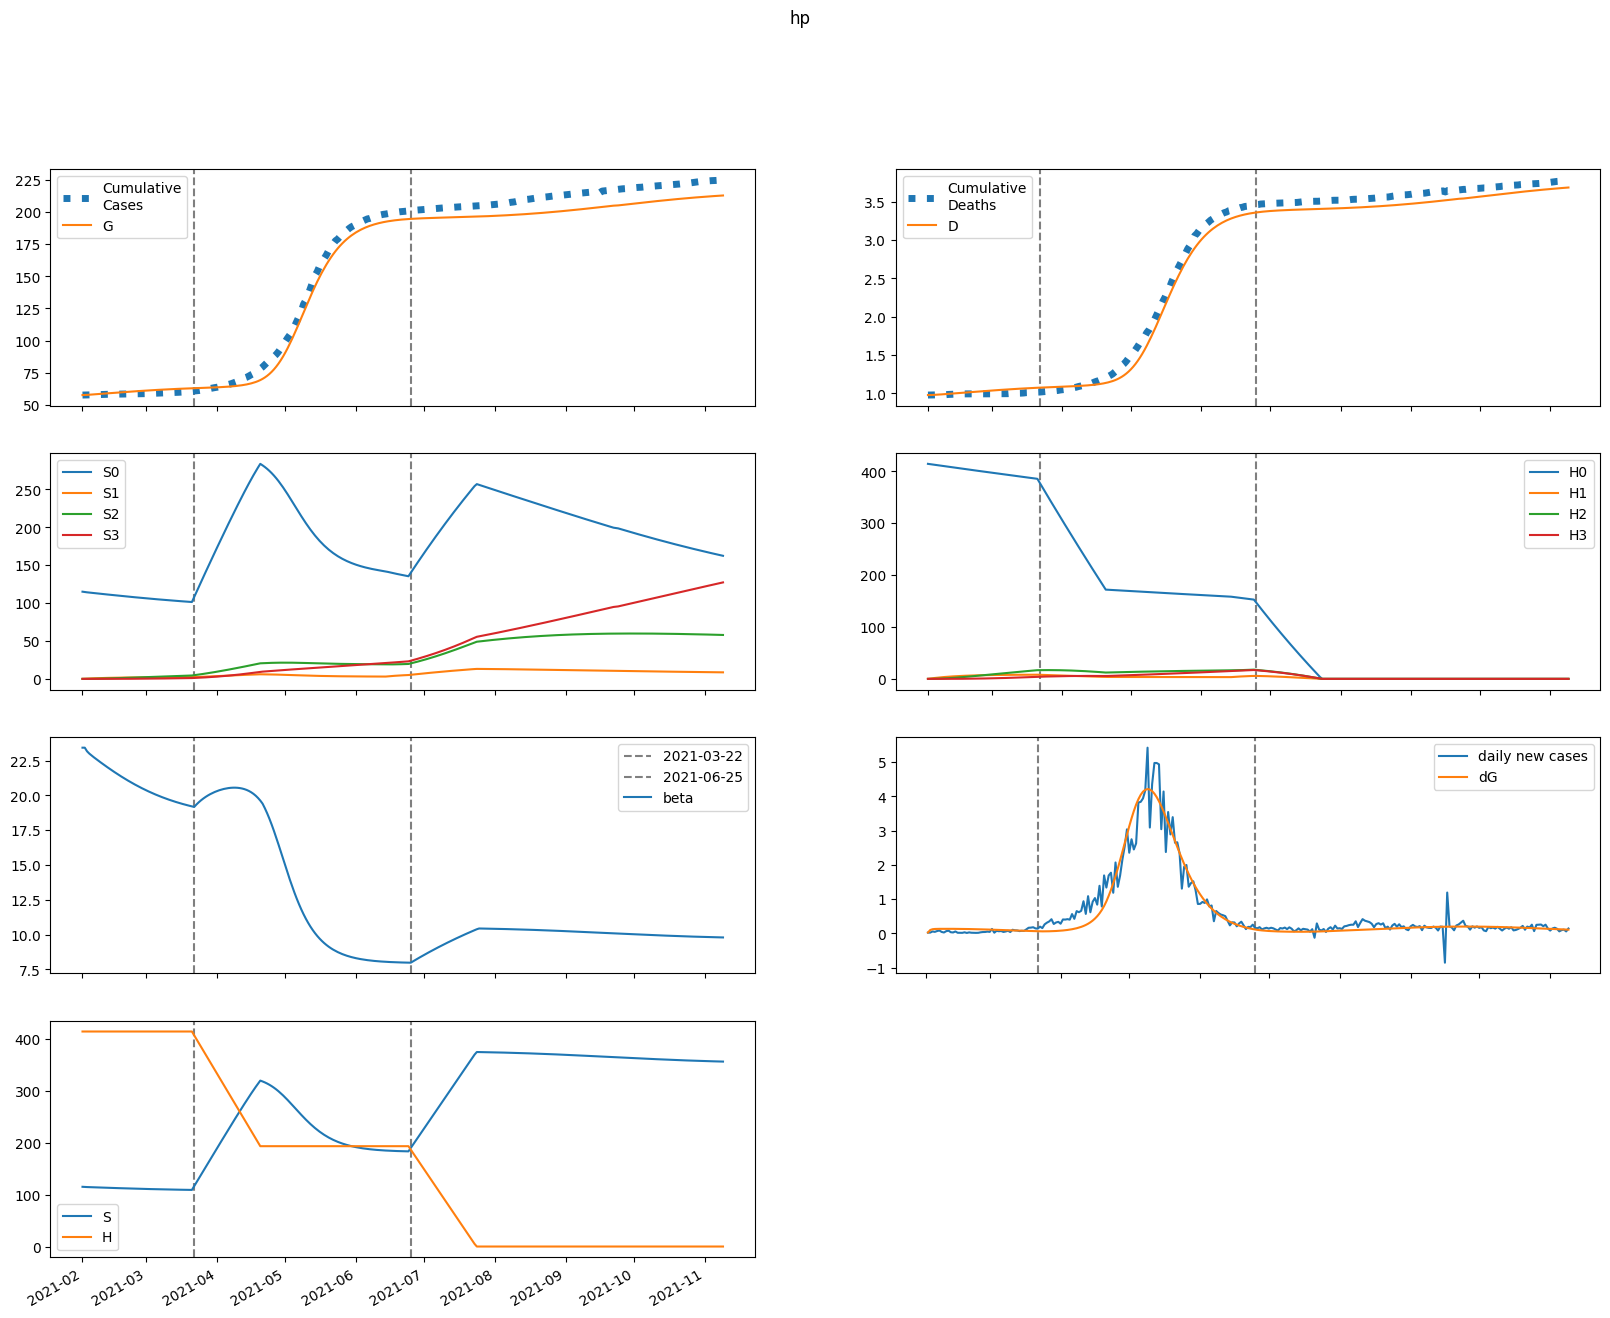 hp
225
200
175
150
125
100
75
50
Cumulative
Cases
G
3.5
3.0
2.5
2.0
1.5
1.0
Cumulative
Deaths
D
250
200
150
100
50
0
S0
S1
S2
S3
400
300
200
100
0
H0
H1
H2
H3
22.5
20.0
17.5
15.0
12.5
10.0
7.5
2021-03-22
2021-06-25
beta
5
4
3
2
1
0
−1
daily new cases
dG
400
300
200
100
0
S
H
2021-02
2021-03
2021-04
2021-05
2021-06
2021-07
2021-08
2021-09
2021-10
2021-11